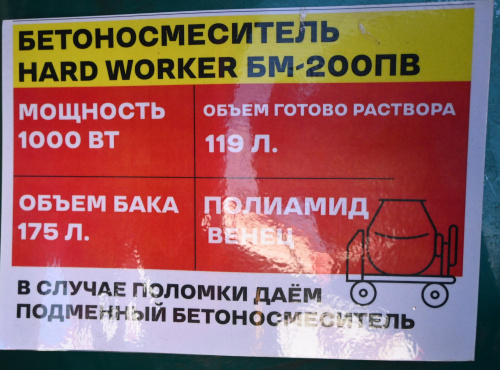 БЕТОНОСМЕСИТЕЛЬ
HARD WORKER БМ-200ПВ
МОЩНОСТЬ
1000 ВТ
ОБЪЕМ ГОТОВО РАСТВОРА
119 Л.
ОБЪЕМ БАКА
175 Л.
ПОЛИАМИД
ВЕНЕЦ
В СЛУЧАЕ ПОЛОМКИ ДАЁМ
ПОДМЕННЫЙ БЕТОНОСМЕСИТЕЛЬ